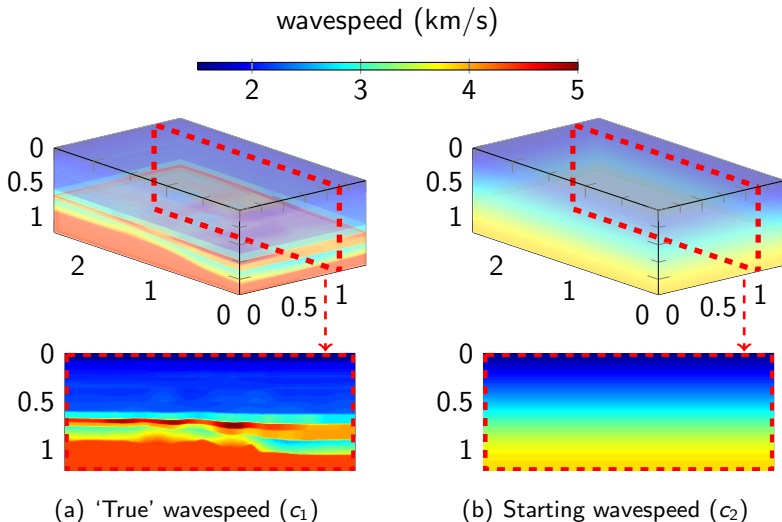 wavespeed (km/s)
2 3 4 5
0 0
0.5 0.5
1 1
2 2
1 1
0.5 1 0.5 1
0 0 0 0
0 0
0.5 0.5
1 1
(a) ‘True’ wavespeed (c₁) (b) Starting wavespeed (c₂)